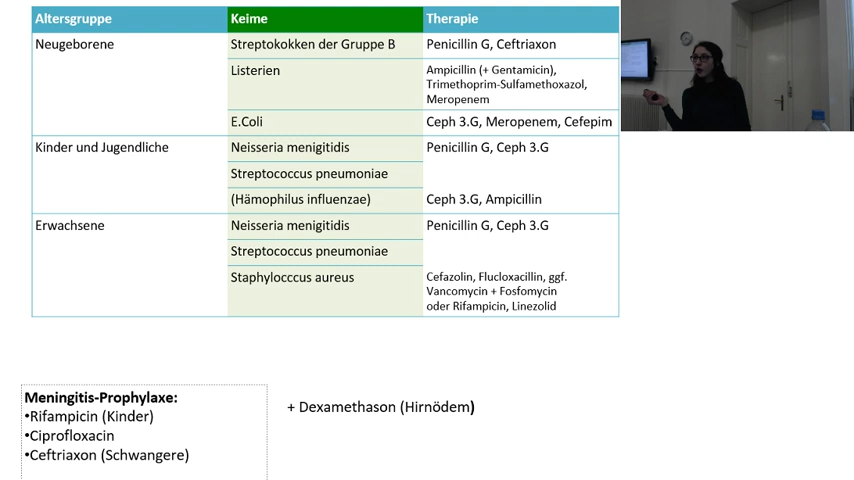 Altersgruppe Keime Therapie
Neugeborene Streptokokken der Gruppe B Penicillin G, Ceftriaxon
Listerien Ampicillin (+ Gentamicin),
Trimethoprim-Sulfamethoxazol,
Meropenem
E.Coli Ceph 3.G, Meropenem, Cefepim
Kinder und Jugendliche Neisseria menigitidis Penicillin G, Ceph 3.G
Streptococcus pneumoniae
(Hämophilus influenzae) Ceph 3.G, Ampicillin
Erwachsene Neisseria menigitidis Penicillin G, Ceph 3.G
Streptococcus pneumoniae
Staphylocccus aureus Cefazolin, Flucloxacillin, ggf.
Vancomycin + Fosfomycin
oder Rifampicin, Linezolid
Meningitis-Prophylaxe:
•Rifampicin (Kinder)
•Ciprofloxacin
•Ceftriaxon (Schwangere)
+ Dexamethason (Hirnödem)